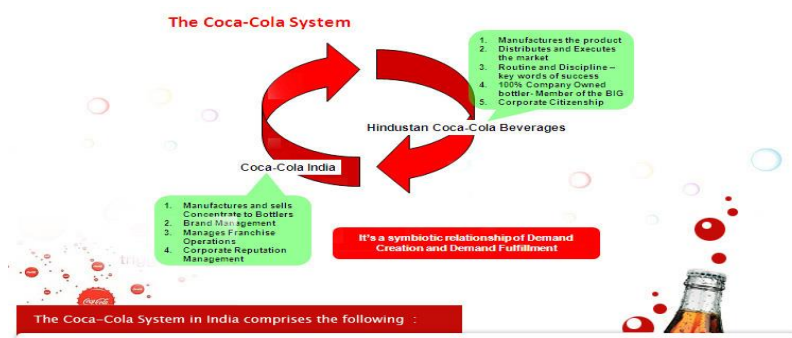 The Coca-Cola System
1. Manufactures the product
2. Distributes and Executes
the market
3. Routine and Discipline –
key words of success
4. 100% Company Owned
bottler- Member of the BIG
5. Corporate Citizenship
Hindustan Coca-Cola Beverages
Coca-Cola India
1. Manufactures and sells
Concentrate to Bottlers
2. Brand Management
3. Manages Franchise
Operations
4. Corporate Reputation
Management
It's a symbiotic relationship of Demand
Creation and Demand Fulfillment
Coca-Cola
The Coca-Cola System in India comprises the following :